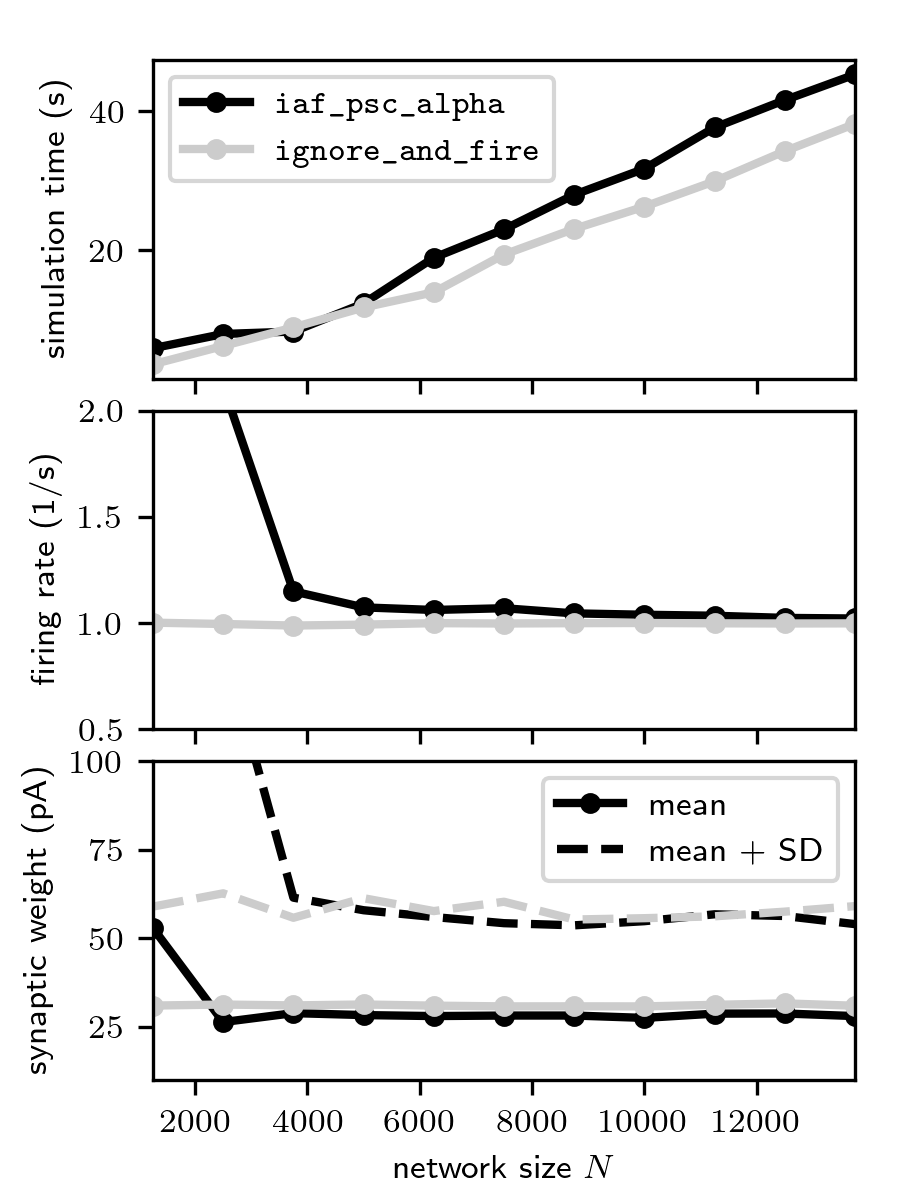 simulation time (s)
40
20
iaf_psc_alpha
ignore_and_fire
firing rate (1/s)
2.0
1.5
1.0
0.5
synaptic weight (pA)
100
75
50
25
mean
mean + SD
2000 4000 6000 8000 10000 12000
network size N